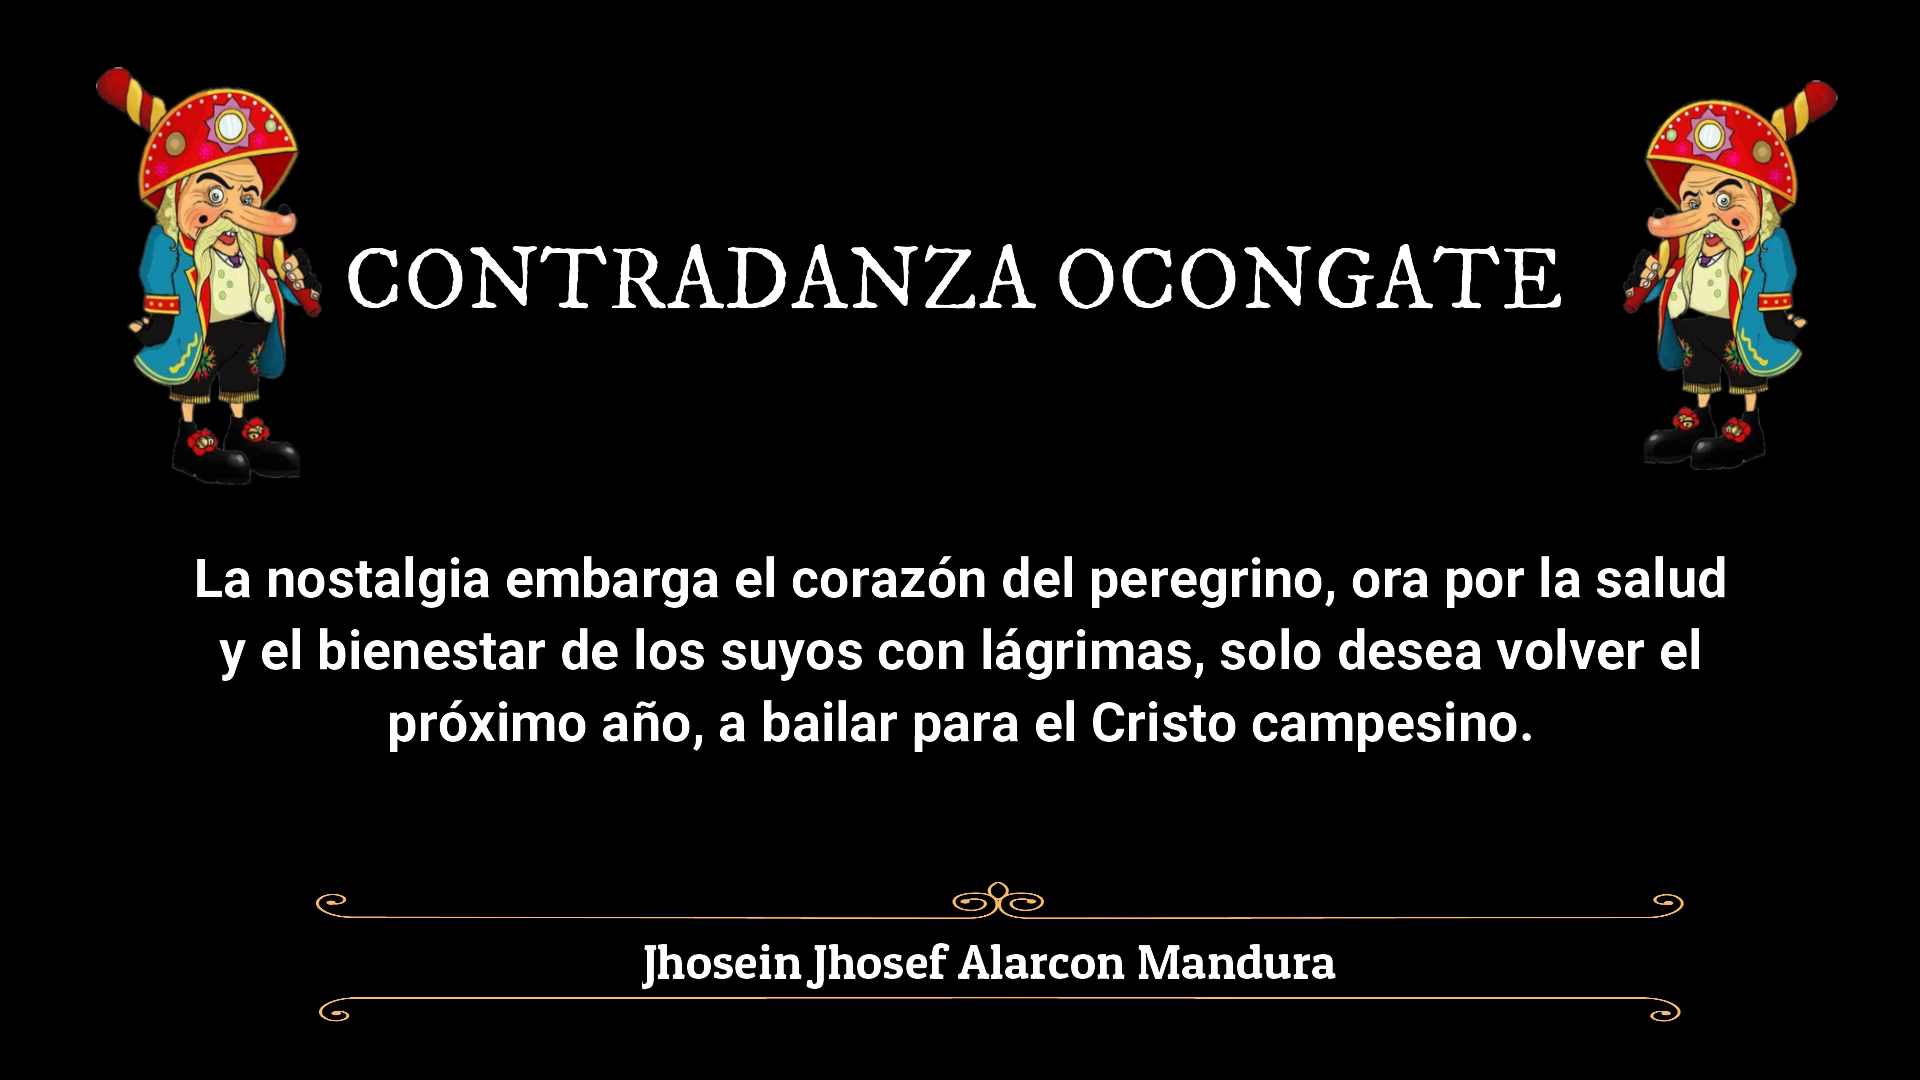 CONTRADANZA OCONGATE
La nostalgia embarga el corazón del peregrino, ora por la salud
y el bienestar de los suyos con lágrimas, solo desea volver el
próximo año, a bailar para el Cristo campesino.
Jhosein Jhosef Alarcon Mandura